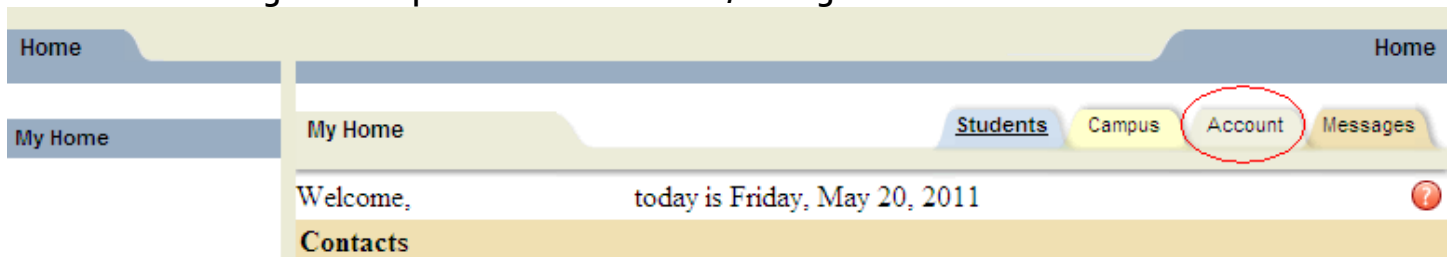 Home
Home
My Home
My Home
Students
Campus
Account
Messages
Welcome, today is Friday, May 20, 2011
?
Contacts